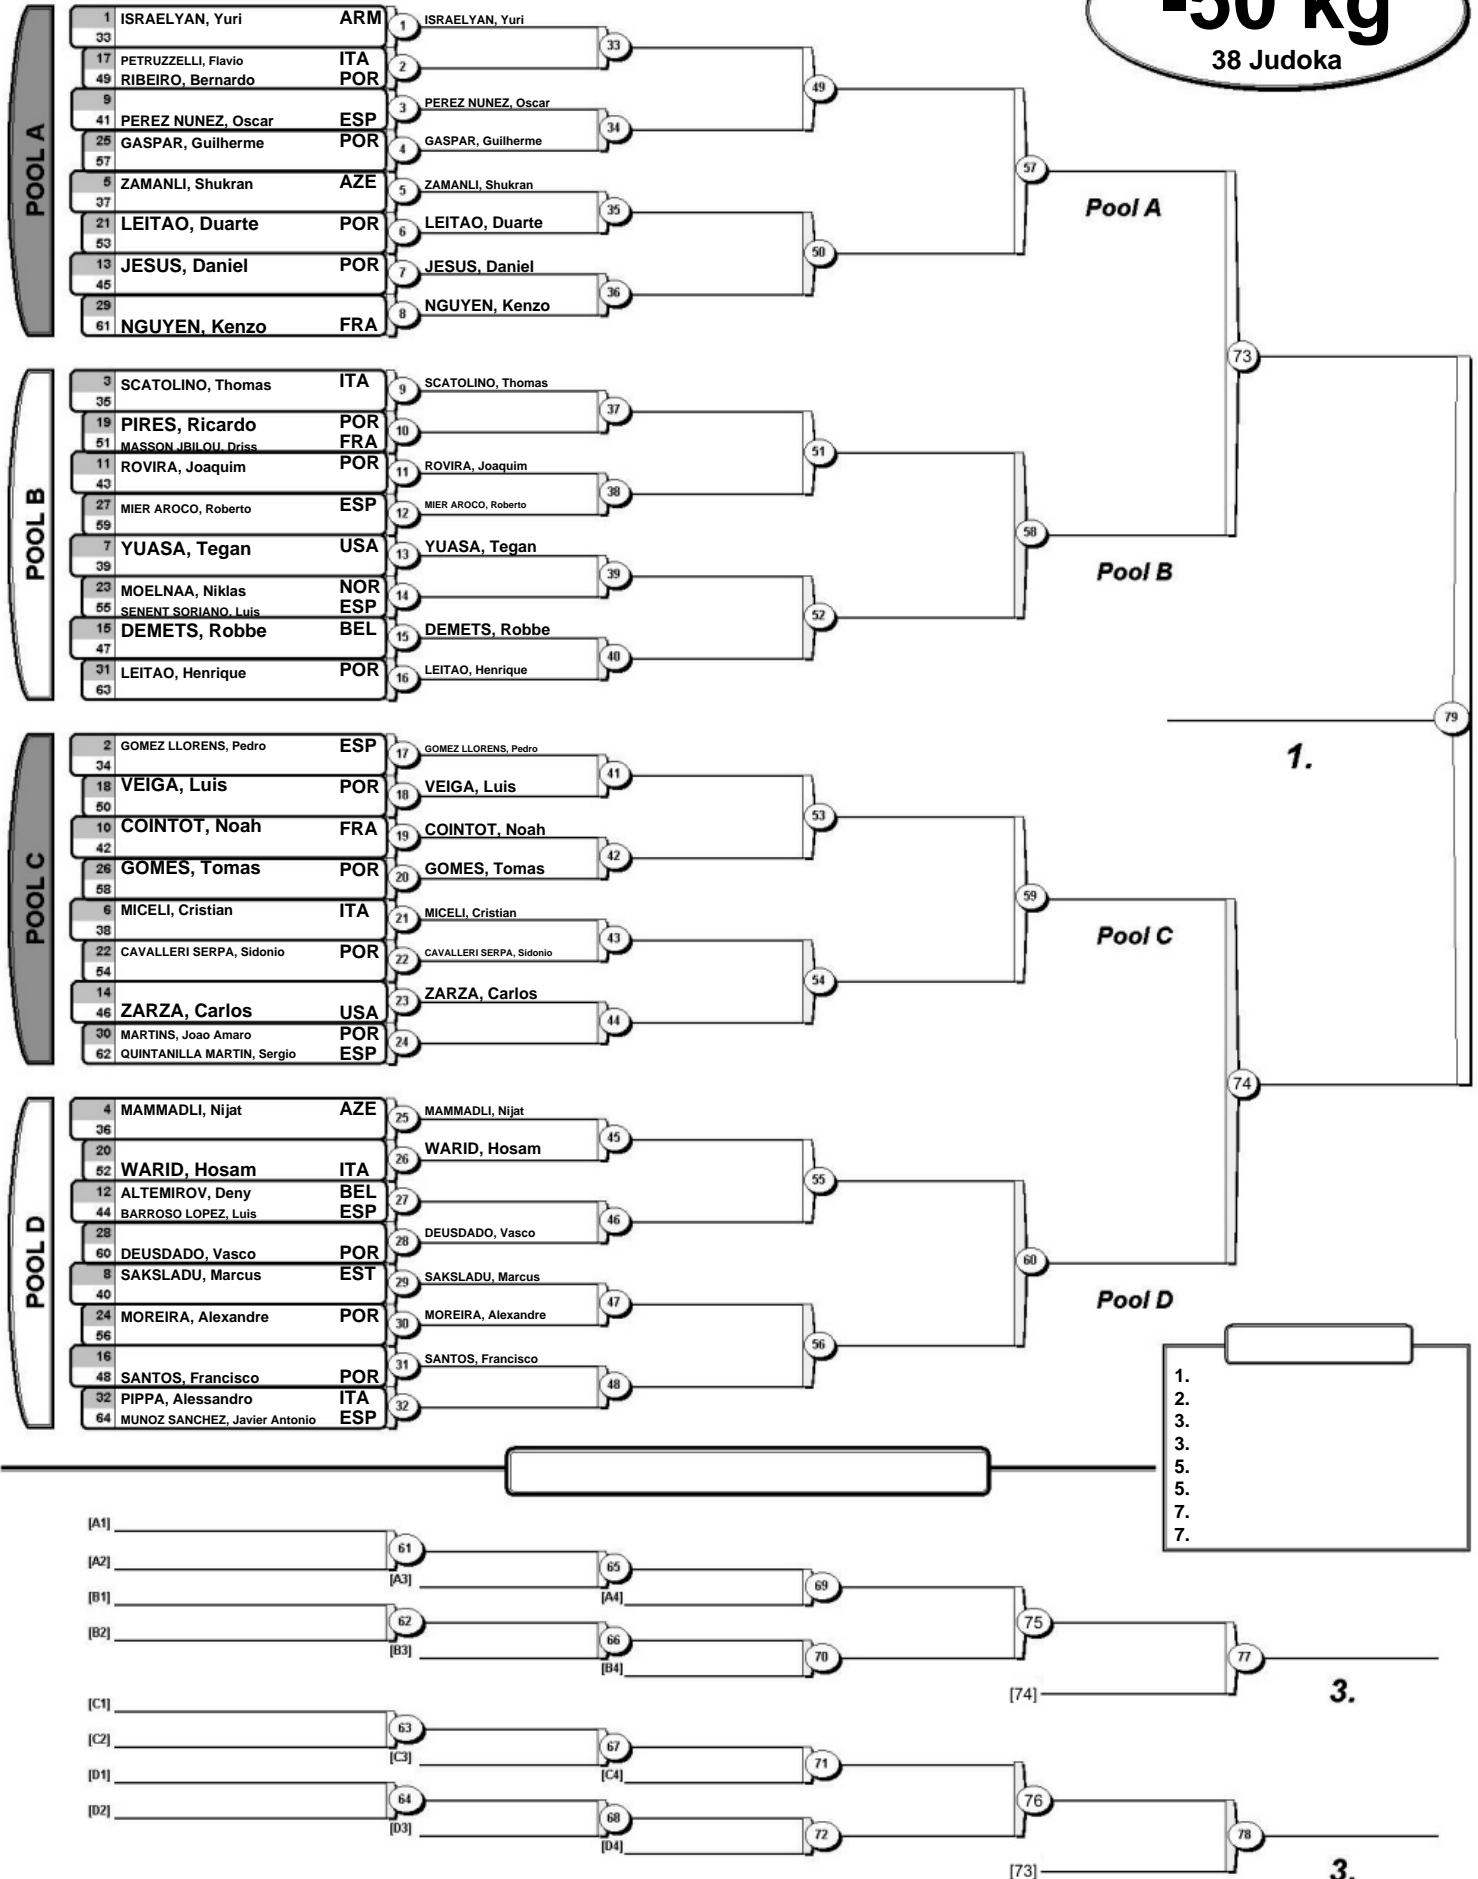 -50 kg
38 Judoka
POOL A
1 ISRAELYAN, Yuri ARM 1 ISRAELYAN, Yuri
33
33
17 PETRUZZELLI, Flavio ITA 2
49 RIBEIRO, Bernardo POR
49
9 3 PEREZ NUNEZ, Oscar
41 PEREZ NUNEZ, Oscar ESP
34
25 GASPAR, Guilherme POR 4 GASPAR, Guilherme
57
57
5 ZAMANLI, Shukran AZE 5 ZAMANLI, Shukran
37
35
Pool A
21 LEITAO, Duarte POR 6 LEITAO, Duarte
53
50
13 JESUS, Daniel POR 7 JESUS, Daniel
45
36
29 8 NGUYEN, Kenzo
61 NGUYEN, Kenzo FRA
73
POOL B
3 SCATOLINO, Thomas ITA 9 SCATOLINO, Thomas
35
37
19 PIRES, Ricardo POR 10
51 MASSON JBILOU, Driss FRA
51
11 ROVIRA, Joaquim POR 11 ROVIRA, Joaquim
43
38
27 MIER AROCO, Roberto ESP 12 MIER AROCO, Roberto
59
58
7 YUASA, Tegan USA 13 YUASA, Tegan
39
39
Pool B
23 MOELNAA, Niklas NOR 14
55 SENENT SORIANO, Luis ESP
52
15 DEMETS, Robbe BEL 15 DEMETS, Robbe
47
40
31 LEITAO, Henrique POR 16 LEITAO, Henrique
63
79
1.
POOL C
2 GOMEZ LLORENS, Pedro ESP 17 GOMEZ LLORENS, Pedro
34
41
18 VEIGA, Luis POR 18 VEIGA, Luis
50
53
10 COINTOT, Noah FRA 19 COINTOT, Noah
42
42
26 GOMES, Tomas POR 20 GOMES, Tomas
58
59
6 MICELI, Cristian ITA 21 MICELI, Cristian
38
43
Pool C
22 CAVALLERI SERPA, Sidonio POR 22 CAVALLERI SERPA, Sidonio
54
54
14 23 ZARZA, Carlos
46 ZARZA, Carlos USA
44
30 MARTINS, Joao Amaro POR 24
62 QUINTANILLA MARTIN, Sergio ESP
74
POOL D
4 MAMMADLI, Nijat AZE 25 MAMMADLI, Nijat
36
45
20 26 WARID, Hosam
52 WARID, Hosam ITA
55
12 ALTEMIROV, Deny BEL 27
44 BARROSO LOPEZ, Luis ESP
46
28 28 DEUSDADO, Vasco
60 DEUSDADO, Vasco POR
60
8 SAKSLADU, Marcus EST 29 SAKSLADU, Marcus
40
47
Pool D
24 MOREIRA, Alexandre POR 30 MOREIRA, Alexandre
56
56
16 31 SANTOS, Francisco
48 SANTOS, Francisco POR
48
32 PIPPA, Alessandro ITA 32
64 MUNOZ SANCHEZ, Javier Antonio ESP
1.
2.
3.
3.
5.
5.
7.
7.
[A1]
61
[A2]
[A3]
65
[A4]
69
[B1]
62
[B2]
[B3]
66
[B4]
70
75
77
[74]
3.
[C1]
63
[C2]
[C3]
67
[C4]
71
[D1]
64
[D2]
[D3]
68
[D4]
72
76
78
[73]
3.